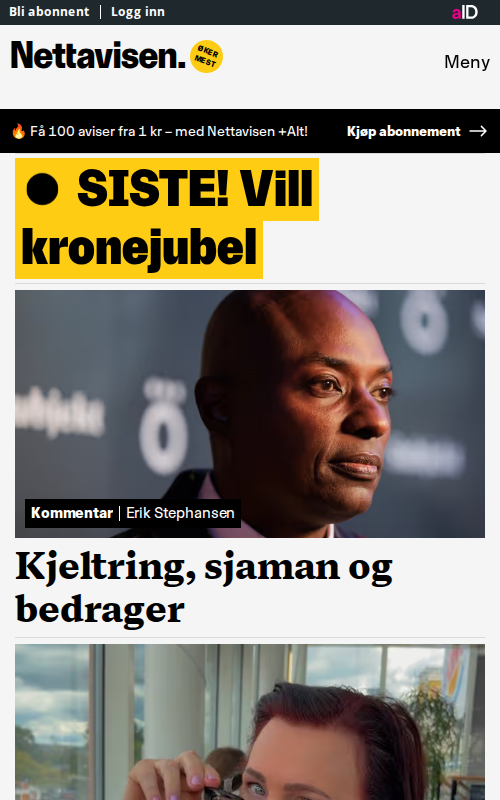 Bli abonnent | Logg inn
aID
Nettavisen.
ØKER
MEST
Meny
🔥 Få 100 aviser fra 1 kr – med Nettavisen +Alt!
Kjøp abonnement →
● SISTE! Vill
kronejubel
Kommentar | Erik Stephansen
Kjeltring, sjaman og
bedrager